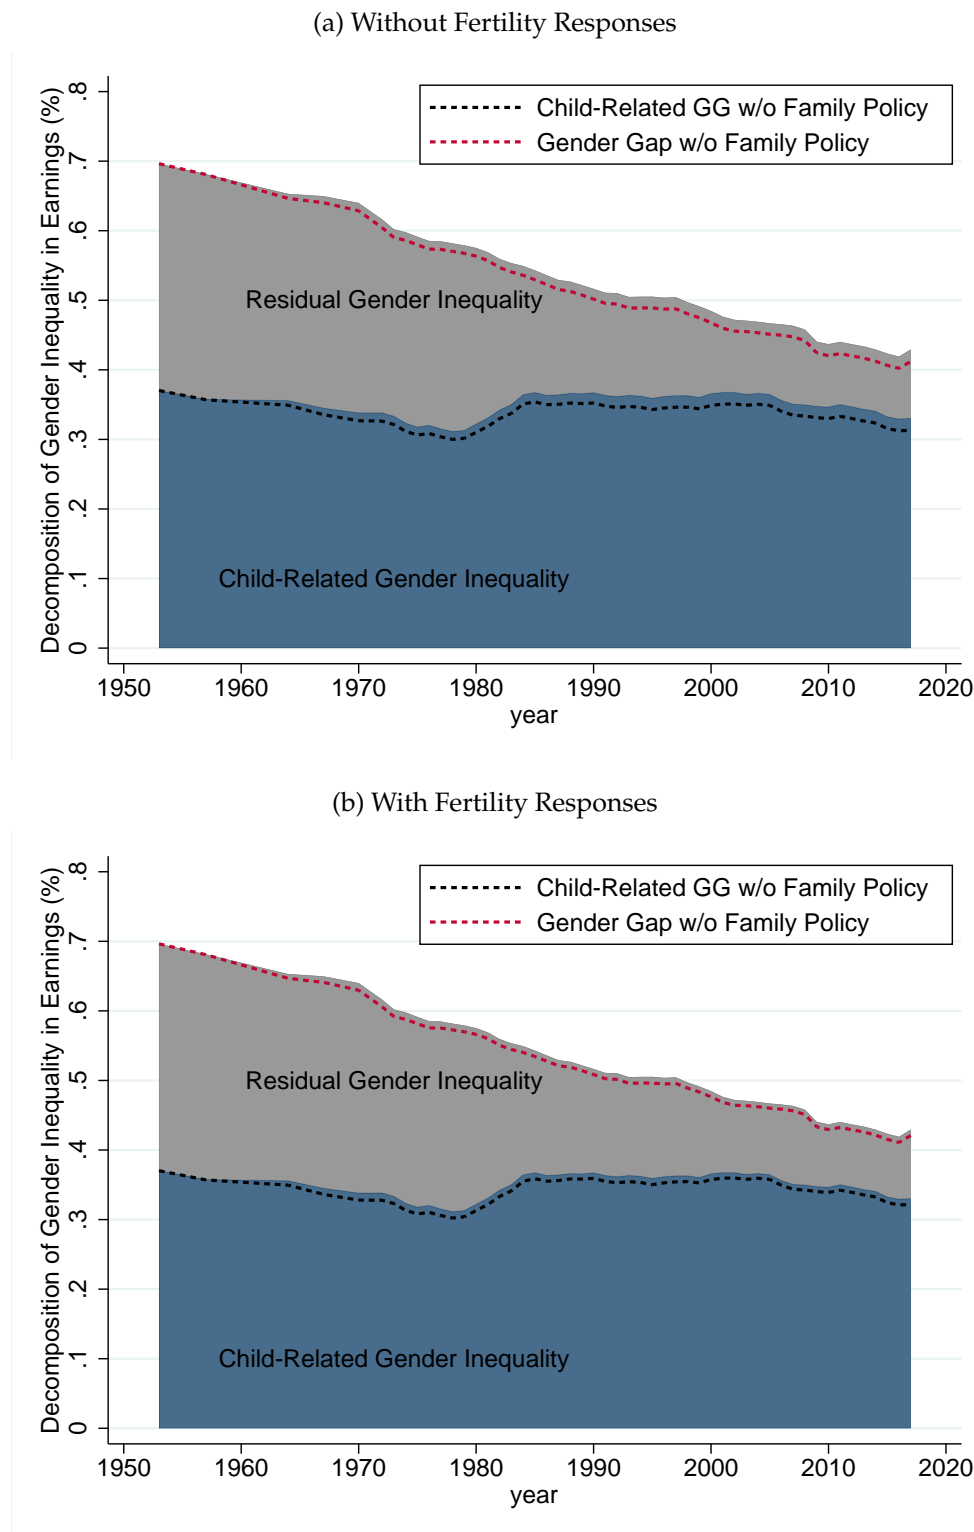 (a) Without Fertility Responses
Decomposition of Gender Inequality in Earnings (%)
.8
.7
.6
.5
.4
.3
.2
.1
0
Child-Related GG w/o Family Policy
Gender Gap w/o Family Policy
Residual Gender Inequality
Child-Related Gender Inequality
1950 1960 1970 1980 1990 2000 2010 2020
year
(b) With Fertility Responses
Decomposition of Gender Inequality in Earnings (%)
.8
.7
.6
.5
.4
.3
.2
.1
0
Child-Related GG w/o Family Policy
Gender Gap w/o Family Policy
Residual Gender Inequality
Child-Related Gender Inequality
1950 1960 1970 1980 1990 2000 2010 2020
year